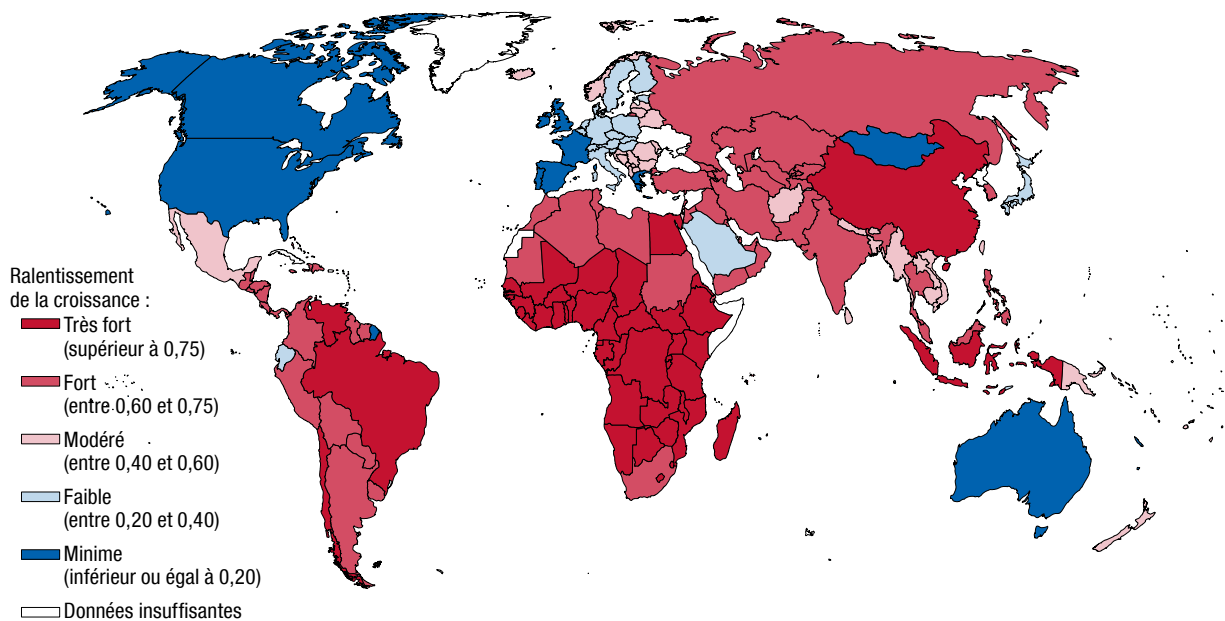 Ralentissement
de la croissance :
Très fort
(supérieur à 0,75)
Fort
(entre 0,60 et 0,75)
Modéré
(entre 0,40 et 0,60)
Faible
(entre 0,20 et 0,40)
Minime
(inférieur ou égal à 0,20)
Données insuffisantes